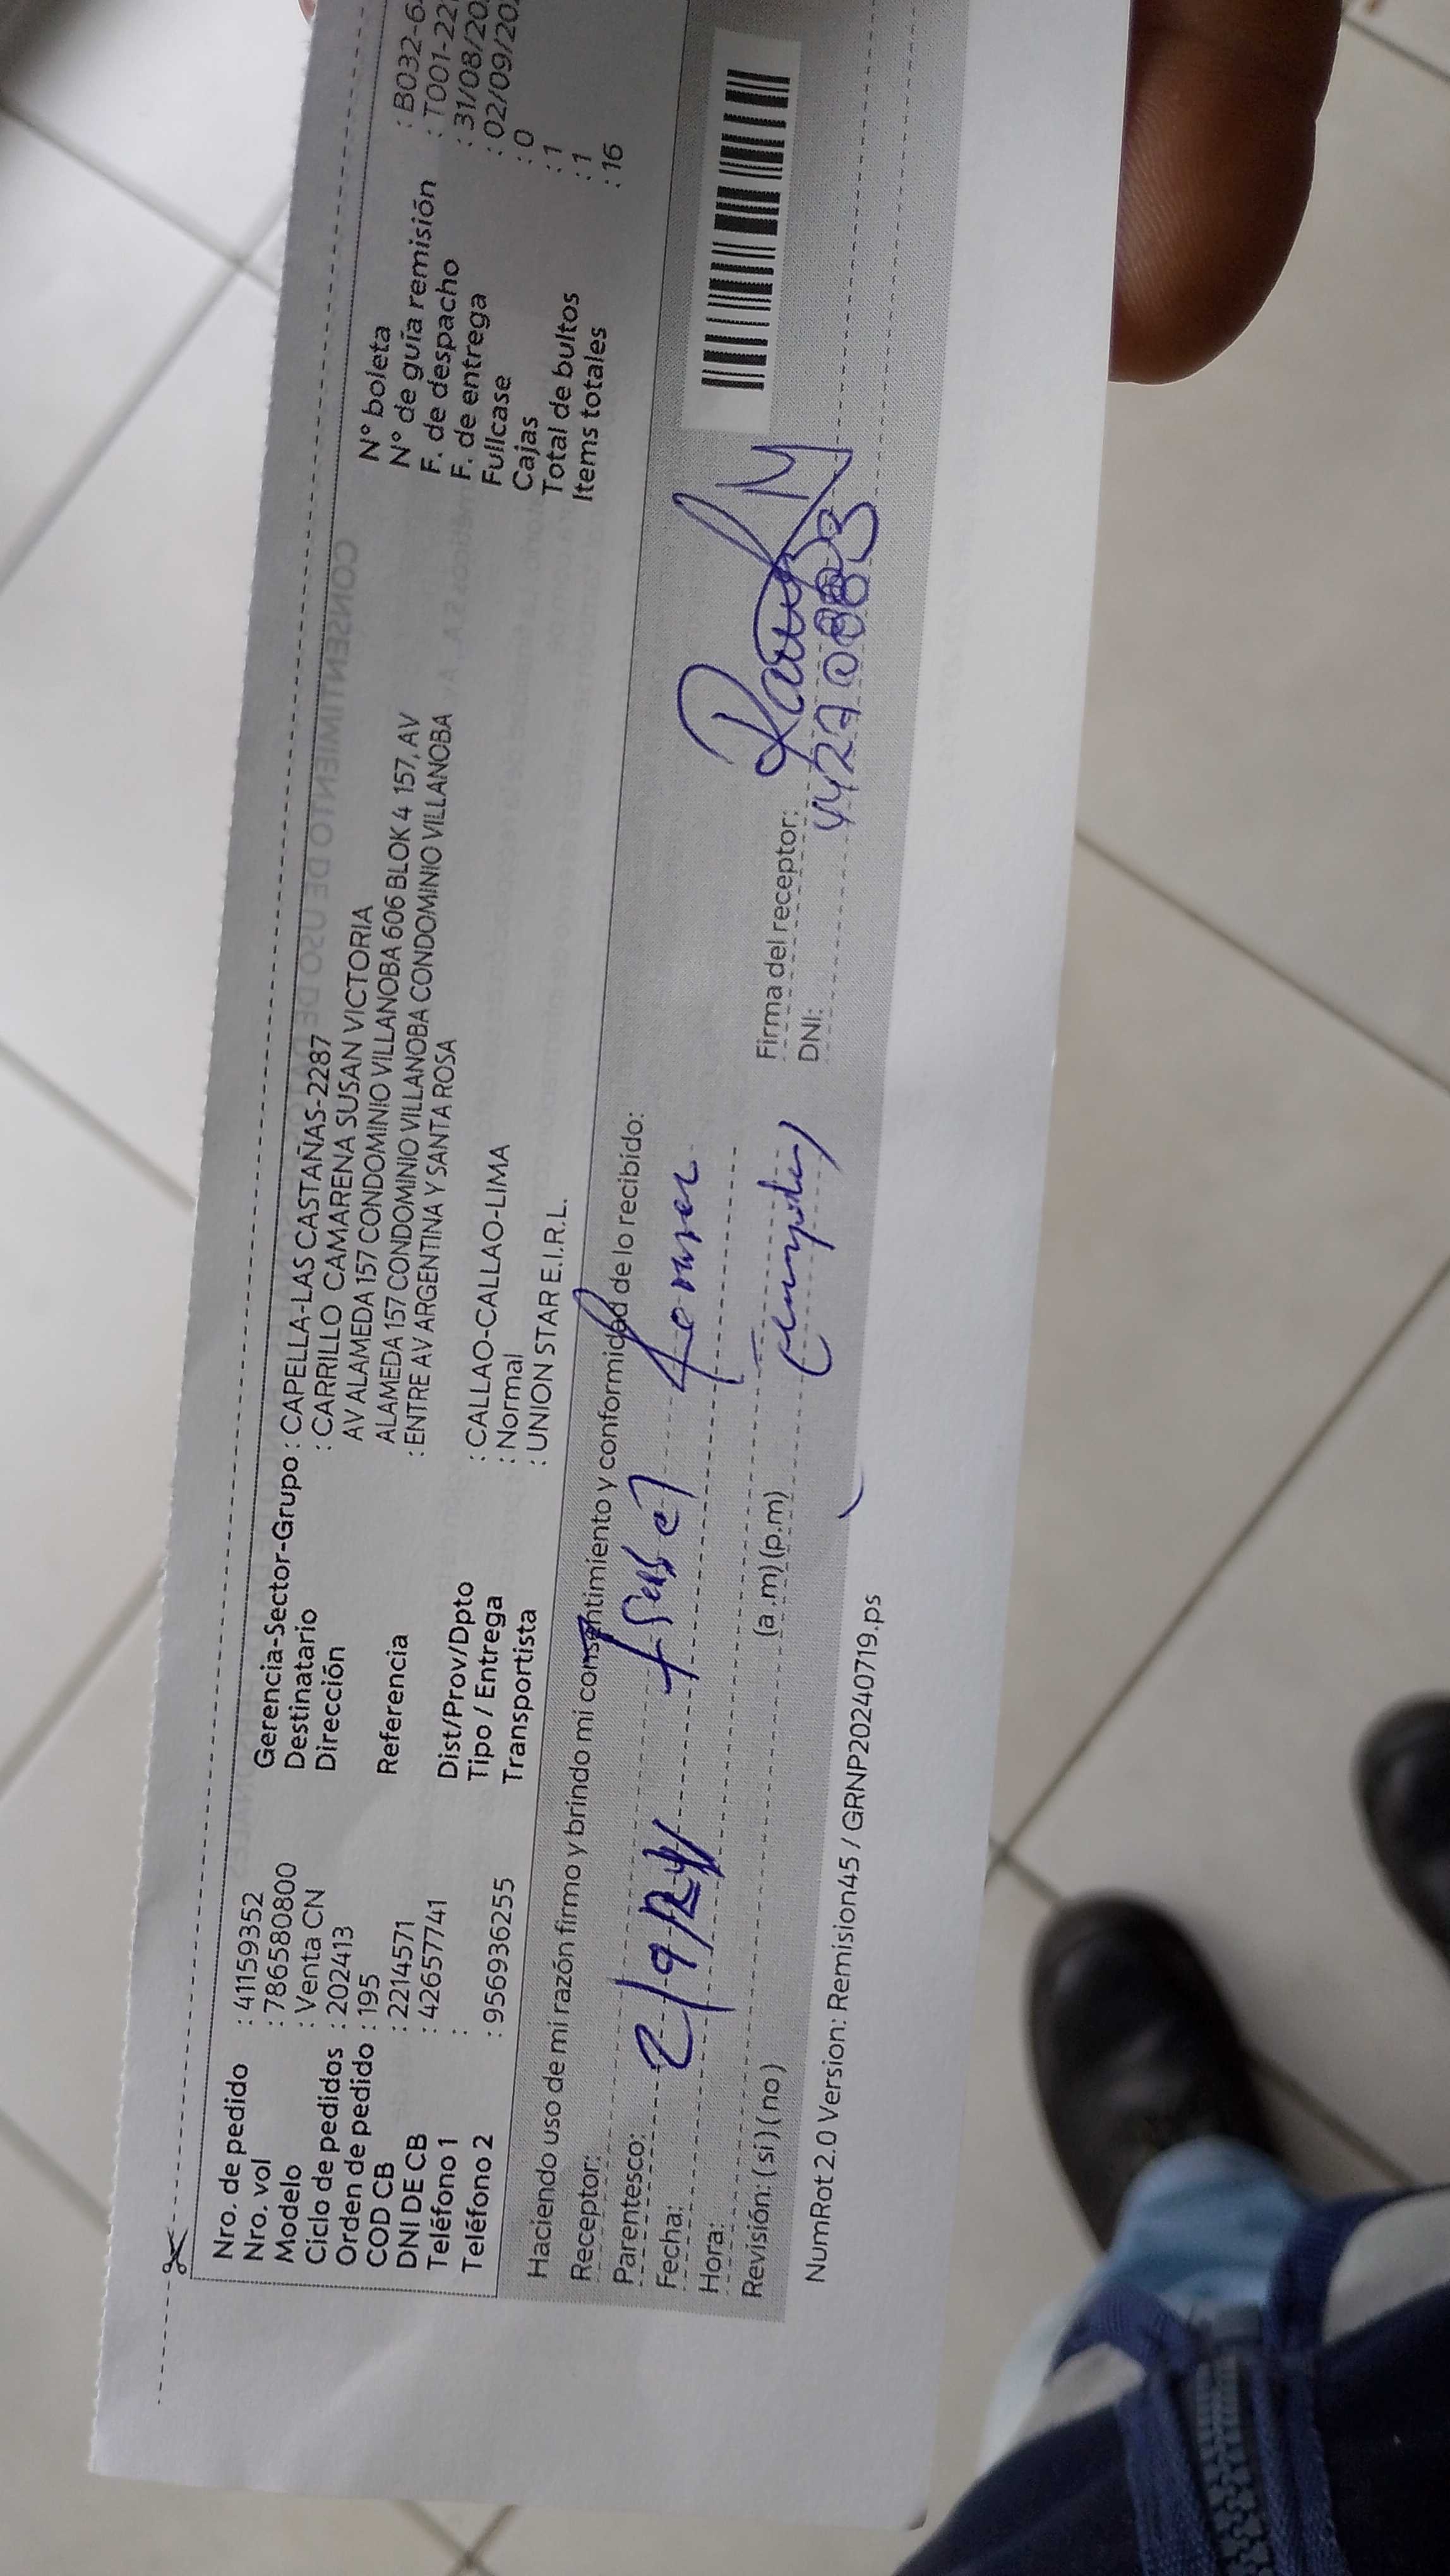 Nro. de pedido : 41159352
Nro. vol : 786580800
Modelo : Venta CN
Ciclo de pedidos : 202413
Orden de pedido : 195
COD CB : 2214571
DNI DE CB : 42657741
Teléfono 1 :
Teléfono 2 : 956936255
Gerencia-Sector-Grupo : CAPELLA-LAS CASTAÑAS-2287
Destinatario : CARRILLO CAMARENA SUSAN VICTORIA
Dirección AV ALAMEDA 157 CONDOMINIO VILLANOBA 606 BLOK 4 157, AV
ALAMEDA 157 CONDOMINIO VILLANOBA CONDOMINIO VILLANOBA
Referencia : ENTRE AV ARGENTINA Y SANTA ROSA
Dist/Prov/Dpto : CALLAO-CALLAO-LIMA
Tipo / Entrega : Normal
Transportista : UNION STAR E.I.R.L.
N° boleta : B032-6
N° de guía remisión : T001-22
F. de despacho : 31/08/20
F. de entrega : 02/09/20
Fullcase : 0
Cajas : 1
Total de bultos : 1
Items totales : 16
Haciendo uso de mi razón firmo y brindo mi consentimiento y conformidad de lo recibido:
Receptor:
Parentesco:
Fecha: 2/9/24
Hora: (a.m) (p.m)
Revisión: ( si ) ( no )
Firma del receptor:
DNI:
NumRot 2.0 Version: Remision45 / GRNP20240719.ps